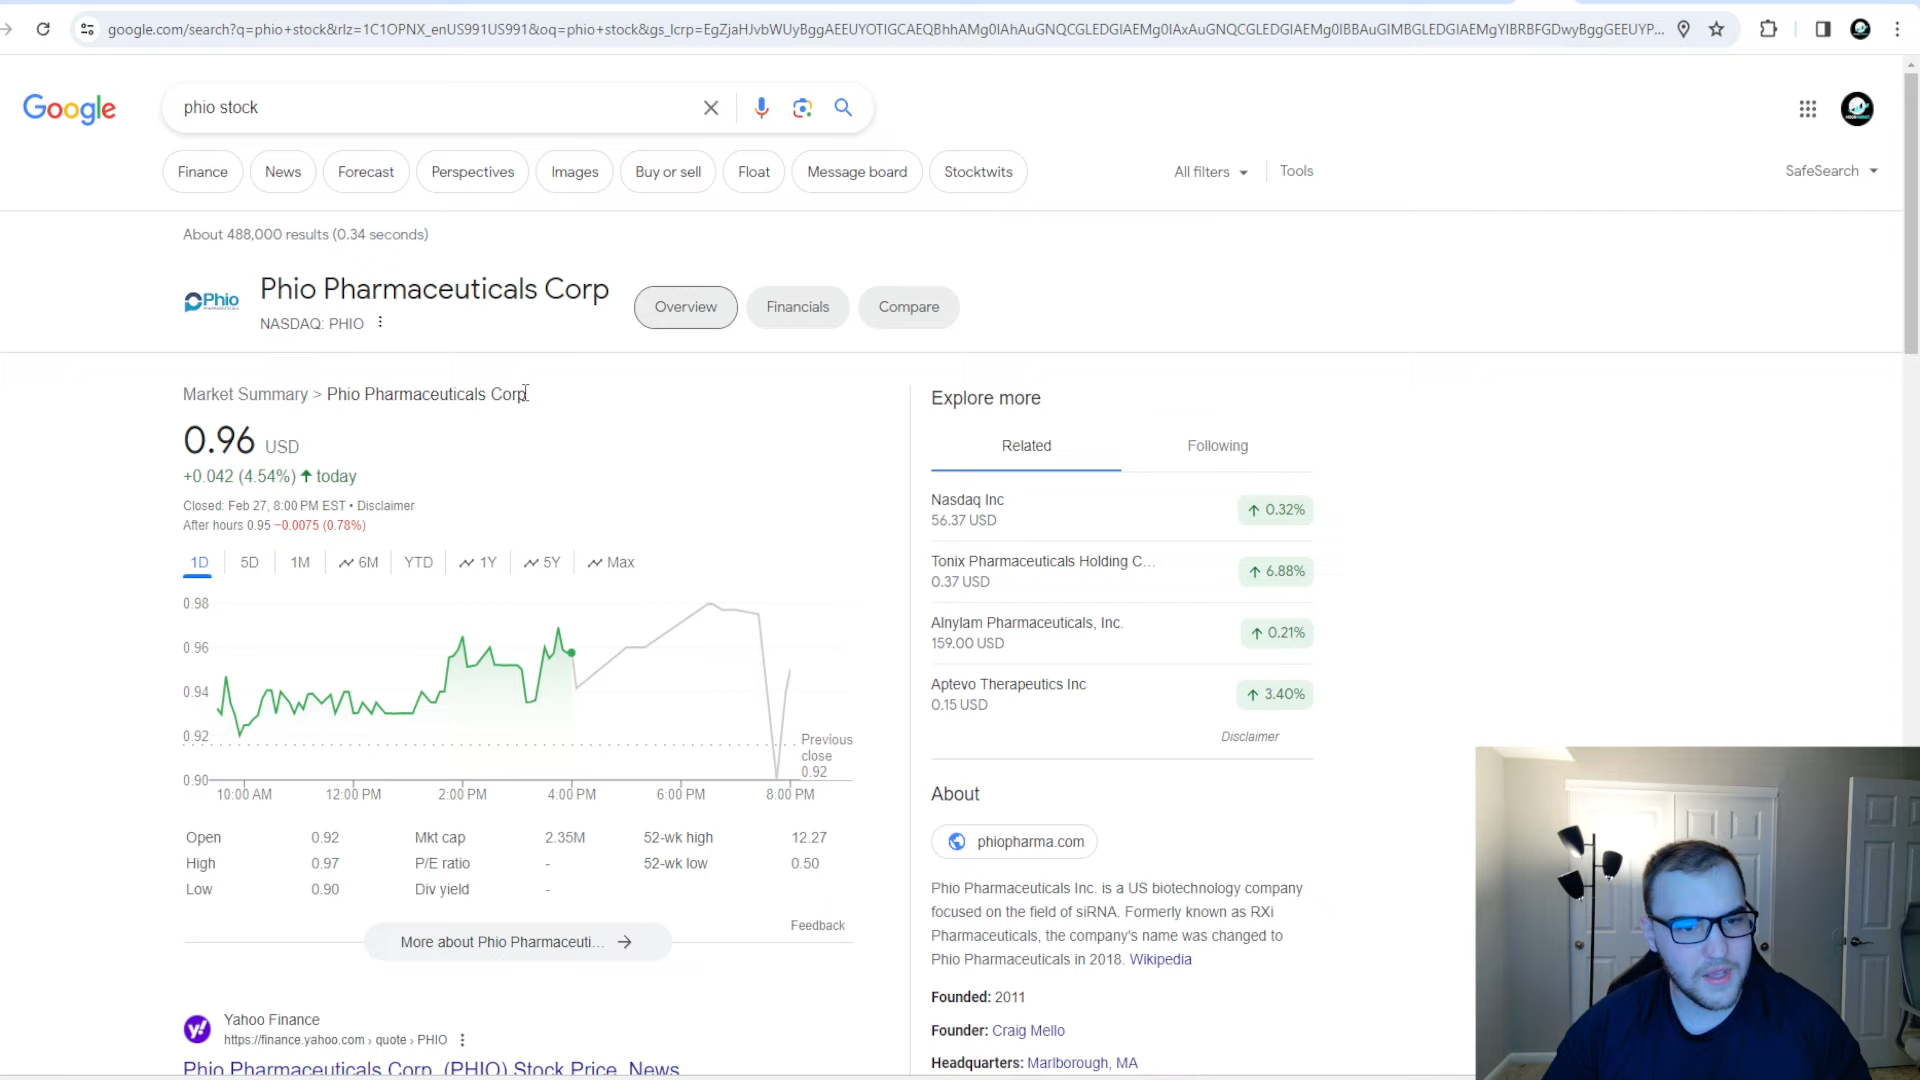 google.com/search?q=phio+stock&rlz=1C1OPNX_enUS991US991&oq=phio+stock&gs_lcrp=EgZjaHJvbWUyBggAEEUYOTIGCAEQBhhAMg0IAhAuGNQCGLEDGIAEMg0IAxAuGNQCGLEDGIAEMg0IBBAuGIMBGLEDGIAEMgYIBRBFGDwyBggGEEUYP...
Google
phio stock
Finance News Forecast Perspectives Images Buy or sell Float Message board Stocktwits All filters Tools SafeSearch
About 488,000 results (0.34 seconds)
Phio
Phio Pharmaceuticals Corp
NASDAQ: PHIO
Overview Financials Compare
Market Summary > Phio Pharmaceuticals Corp
0.96 USD
+0.042 (4.54%) today
Closed: Feb 27, 8:00 PM EST • Disclaimer
After hours 0.95 −0.0075 (0.78%)
1D 5D 1M 6M YTD 1Y 5Y Max
0.98
0.96
0.94
0.92
0.90
Previous
close
0.92
10:00 AM 12:00 PM 2:00 PM 4:00 PM 6:00 PM 8:00 PM
Open 0.92 Mkt cap 2.35M 52-wk high 12.27
High 0.97 P/E ratio - 52-wk low 0.50
Low 0.90 Div yield -
Feedback
More about Phio Pharmaceuti...
Yahoo Finance
https://finance.yahoo.com › quote › PHIO
Phio Pharmaceuticals Corp. (PHIO) Stock Price, News
Explore more
Related Following
Nasdaq Inc
56.37 USD
0.32%
Tonix Pharmaceuticals Holding C...
0.37 USD
6.88%
Alnylam Pharmaceuticals, Inc.
159.00 USD
0.21%
Aptevo Therapeutics Inc
0.15 USD
3.40%
Disclaimer
About
phiopharma.com
Phio Pharmaceuticals Inc. is a US biotechnology company
focused on the field of siRNA. Formerly known as RXi
Pharmaceuticals, the company's name was changed to
Phio Pharmaceuticals in 2018. Wikipedia
Founded: 2011
Founder: Craig Mello
Headquarters: Marlborough, MA